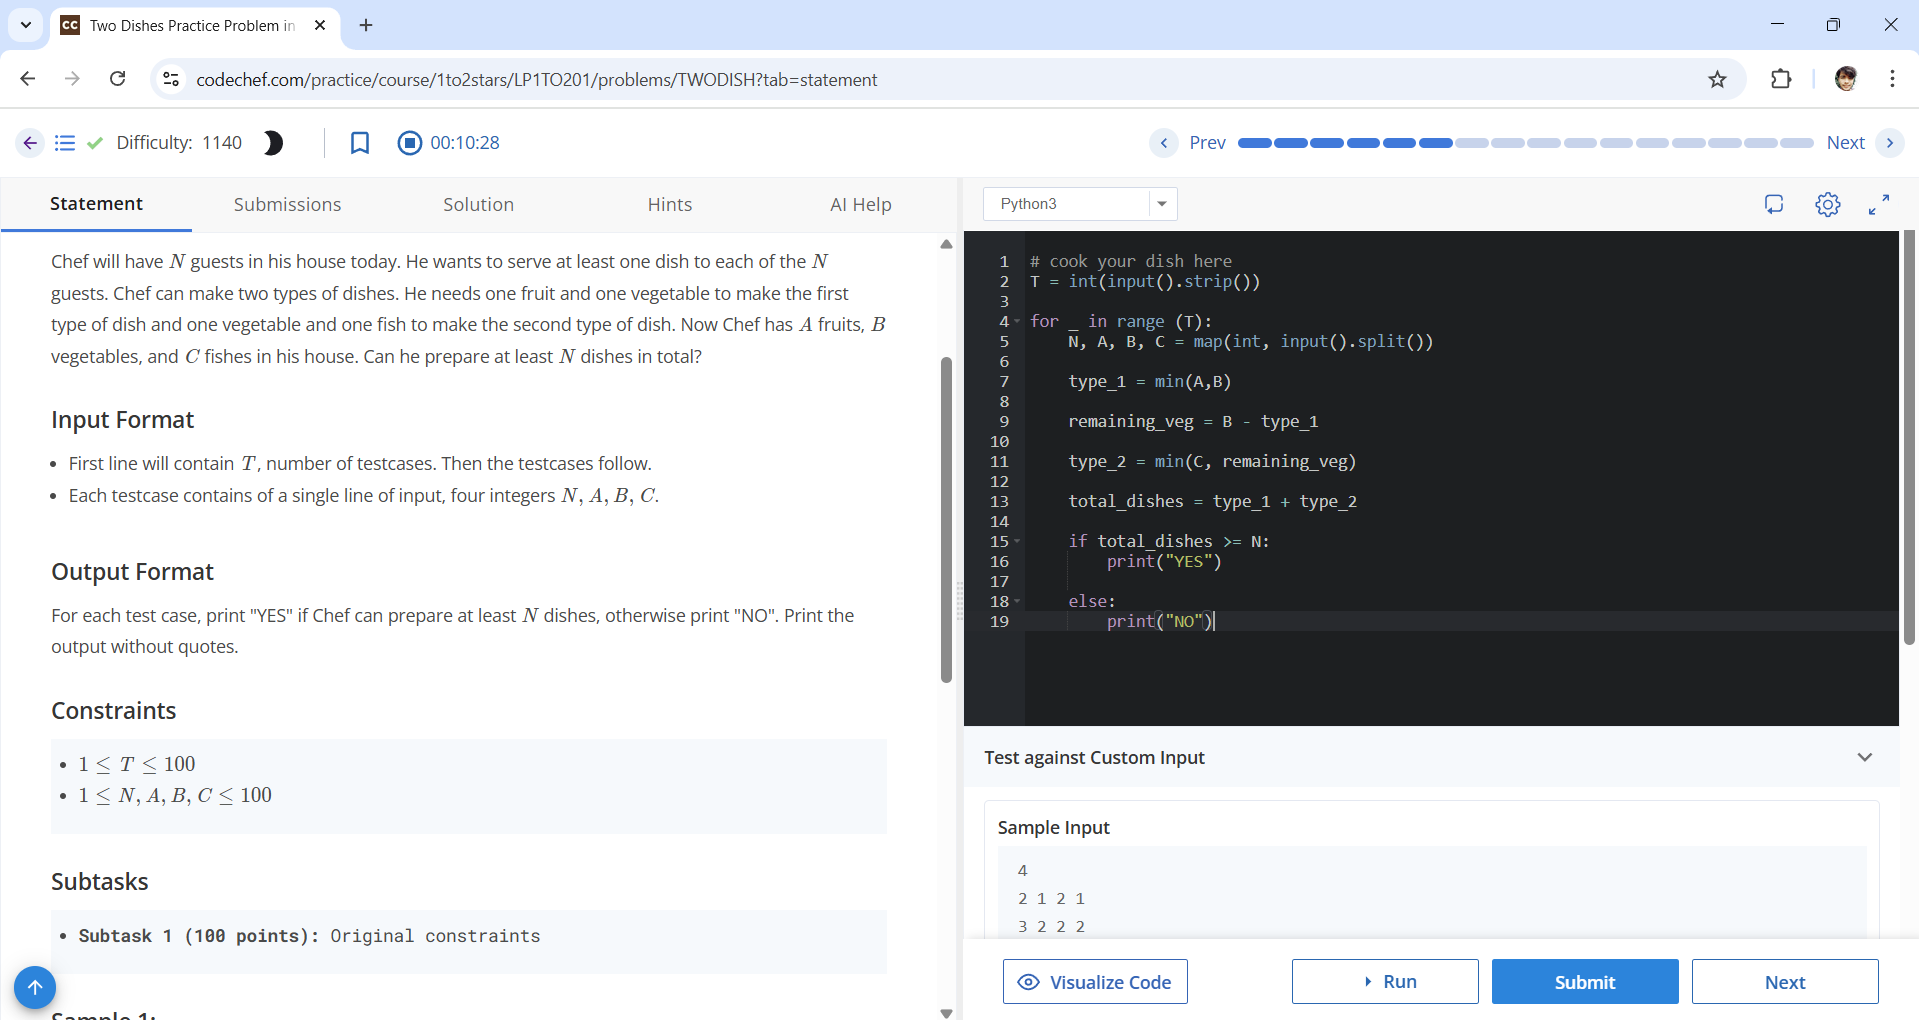 Two Dishes Practice Problem in
codechef.com/practice/course/1to2stars/LP1TO201/problems/TWODISH?tab=statement
Difficulty: 1140
00:10:28
Prev
Next
Statement
Submissions
Solution
Hints
AI Help
Chef will have N guests in his house today. He wants to serve at least one dish to each of the N
guests. Chef can make two types of dishes. He needs one fruit and one vegetable to make the first
type of dish and one vegetable and one fish to make the second type of dish. Now Chef has A fruits, B
vegetables, and C fishes in his house. Can he prepare at least N dishes in total?
Input Format
• First line will contain T, number of testcases. Then the testcases follow.
• Each testcase contains of a single line of input, four integers N, A, B, C.
Output Format
For each test case, print "YES" if Chef can prepare at least N dishes, otherwise print "NO". Print the
output without quotes.
Constraints
• 1 ≤ T ≤ 100
• 1 ≤ N, A, B, C ≤ 100
Subtasks
• Subtask 1 (100 points): Original constraints
Sample 1:
Python3
1 # cook your dish here
2 T = int(input().strip())
3
4 for _ in range (T):
5 N, A, B, C = map(int, input().split())
6
7 type_1 = min(A,B)
8
9 remaining_veg = B - type_1
10
11 type_2 = min(C, remaining_veg)
12
13 total_dishes = type_1 + type_2
14
15 if total_dishes >= N:
16 print("YES")
17
18 else:
19 print("NO")
Test against Custom Input
Sample Input
4
2 1 2 1
3 2 2 2
Visualize Code
Run
Submit
Next